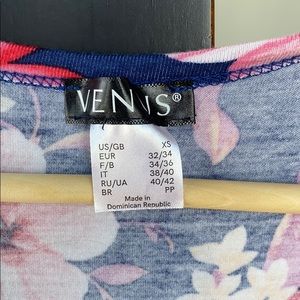 VENUS®
US/GB XS
EUR 32/34
F/B 34/36
IT 38/40
RU/UA 40/42
BR PP
Made in
Dominican Republic